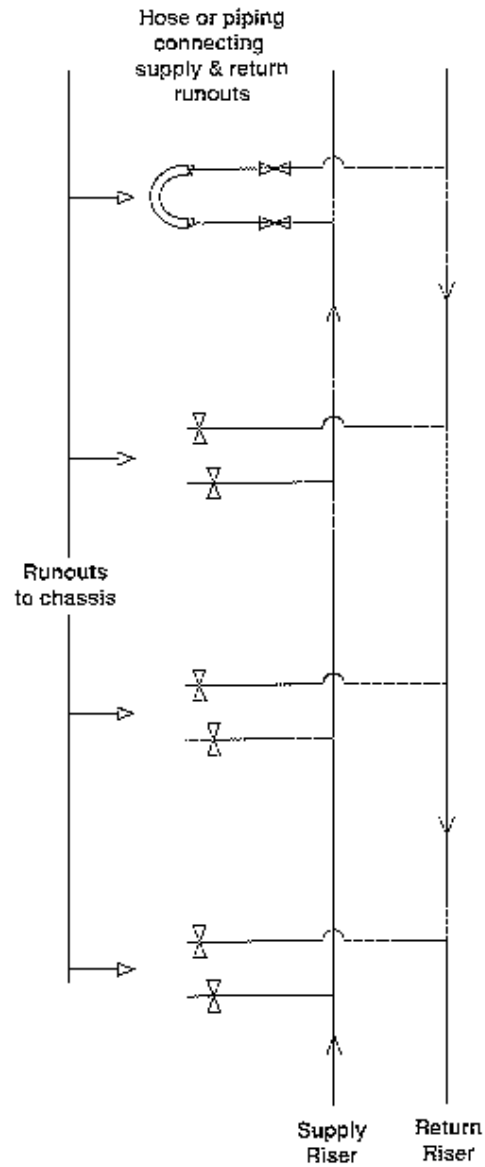 Hose or piping
connecting
supply & return
runouts
Runouts
to chassis
Supply
Riser
Return
Riser